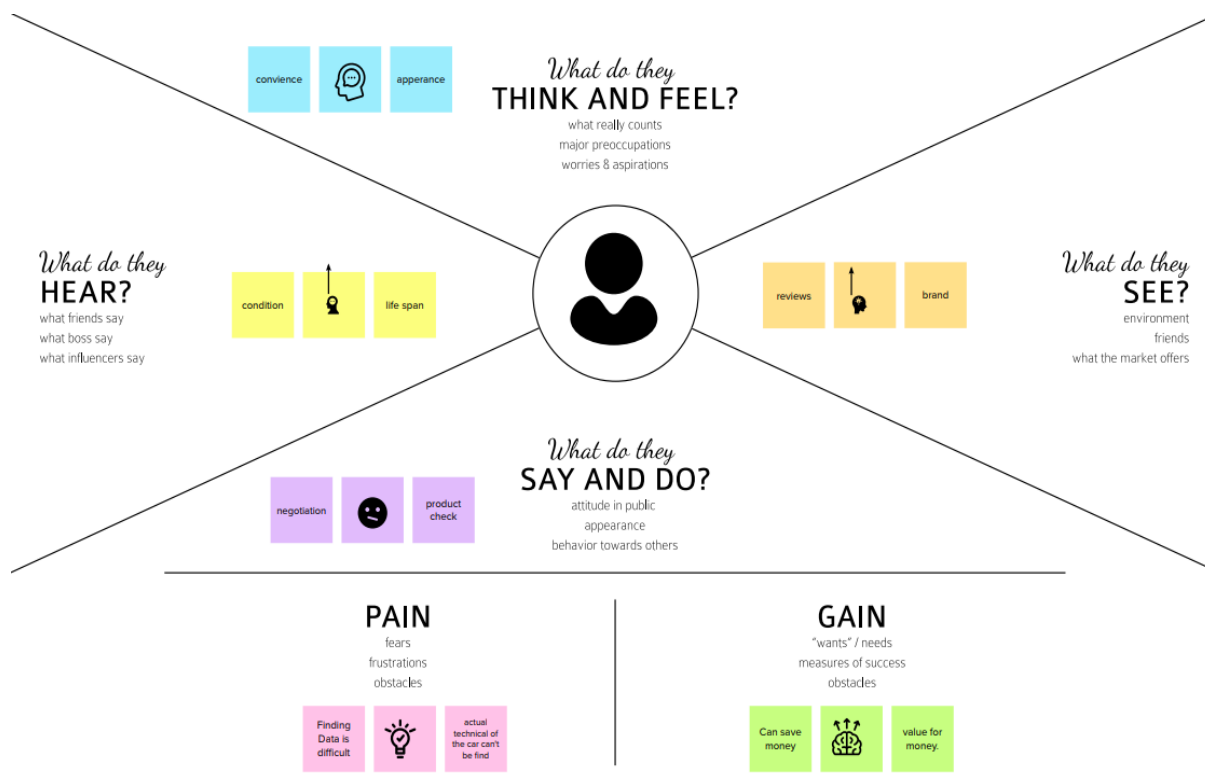 convience
apperance
What do they
THINK AND FEEL?
what really counts
major preoccupations
worries & aspirations
What do they
HEAR?
what friends say
what boss say
what influencers say
condition
life span
reviews
brand
What do they
SEE?
environment
friends
what the market offers
What do they
SAY AND DO?
attitude in public
appearance
behavior towards others
negotiation
product
check
PAIN
fears
frustrations
obstacles
Finding
Data is
difficult
actual
technical of
the car can't
be find
GAIN
"wants" / needs
measures of success
obstacles
Can save
money
value for
money.